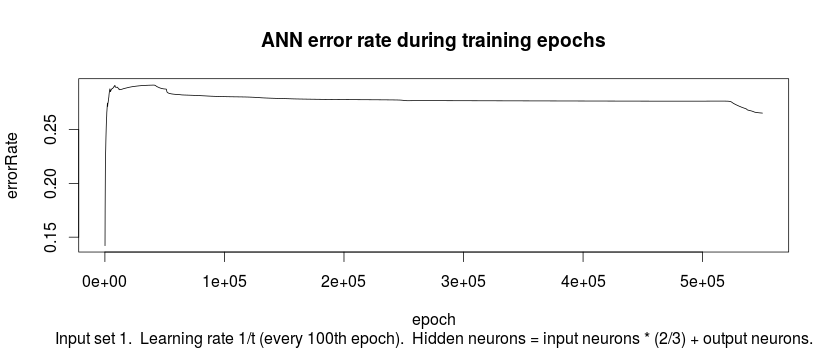 ANN error rate during training epochs
errorRate
0.25
0.20
0.15
0e+00 1e+05 2e+05 3e+05 4e+05 5e+05
epoch
Input set 1.  Learning rate 1/t (every 100th epoch).  Hidden neurons = input neurons * (2/3) + output neurons.